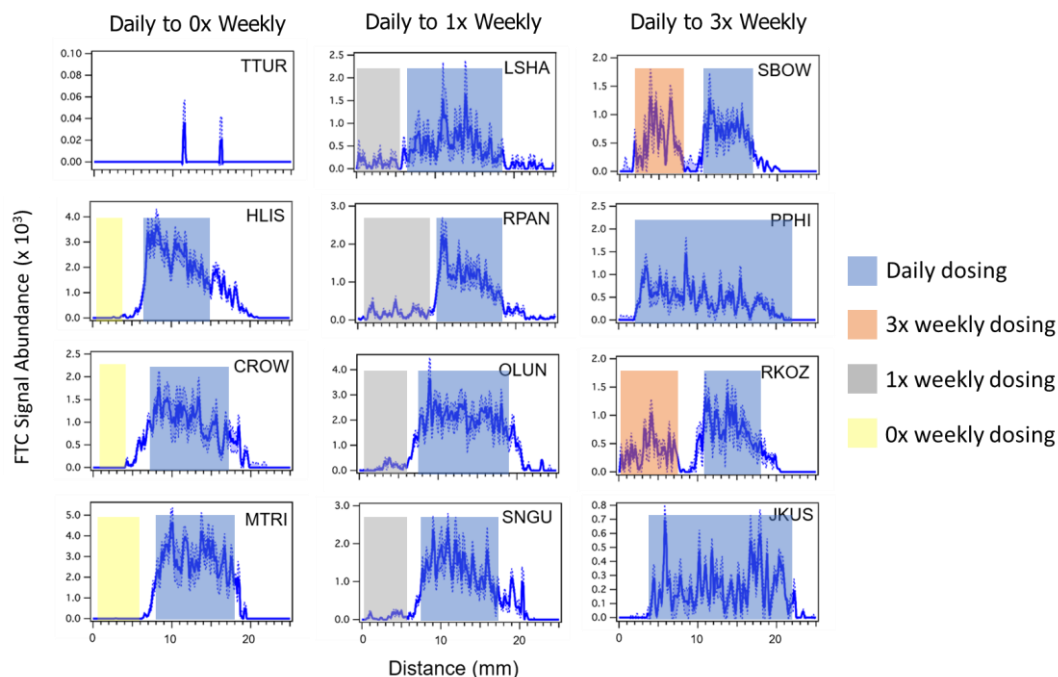 Daily to 0x Weekly
Daily to 1x Weekly
Daily to 3x Weekly
FTC Signal Abundance (x 10³)
TTUR
0.10
0.08
0.06
0.04
0.02
0.00
LSHA
2.5
2.0
1.5
1.0
0.5
0.0
SBOW
2.0
1.5
1.0
0.5
0.0
HLIS
4.0
3.0
2.0
1.0
0.0
RPAN
3.0
2.0
1.0
0.0
PPHI
2.5
2.0
1.5
1.0
0.5
0.0
CROW
2.5
2.0
1.5
1.0
0.5
0.0
OLUN
4.0
3.0
2.0
1.0
0.0
RKOZ
2.0
1.5
1.0
0.5
0.0
MTRI
5.0
4.0
3.0
2.0
1.0
0.0
0 10 20
SNGU
3.0
2.0
1.0
0.0
0 10 20
JKUS
0.8
0.7
0.6
0.5
0.4
0.3
0.2
0.1
0.0
0 10 20
Distance (mm)
Daily dosing
3x weekly dosing
1x weekly dosing
0x weekly dosing